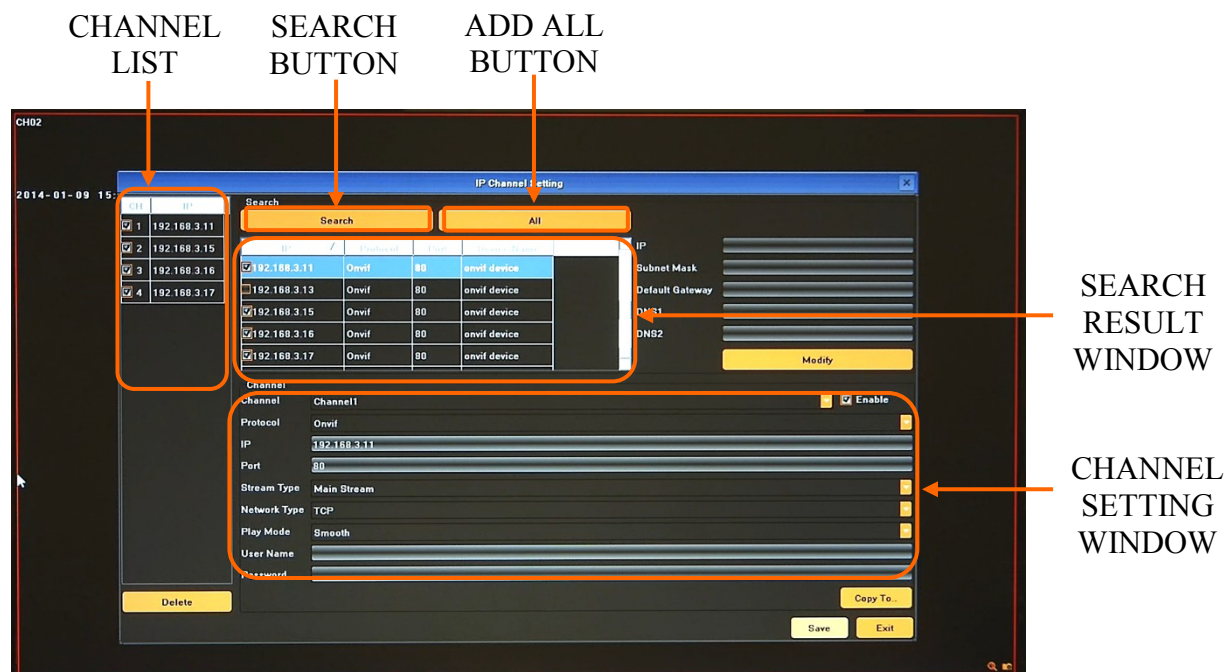 CHANNEL LIST
SEARCH BUTTON
ADD ALL BUTTON
CH02
2014-01-09 15:
IP Channel Setting
CH IP
1 192.168.3.11
2 192.168.3.15
3 192.168.3.16
4 192.168.3.17
Delete
Search
Search
All
IP / Protocol Port Device Name
192.168.3.11 Onvif 80 onvif device
192.168.3.13 Onvif 80 onvif device
192.168.3.15 Onvif 80 onvif device
192.168.3.16 Onvif 80 onvif device
192.168.3.17 Onvif 80 onvif device
IP
Subnet Mask
Default Gateway
DNS1
DNS2
Modify
SEARCH RESULT WINDOW
Channel
Channel Channel1 Enable
Protocol Onvif
IP 192.168.3.11
Port 80
Stream Type Main Stream
Network Type TCP
Play Mode Smooth
User Name
Password
Copy To..
Save Exit
CHANNEL SETTING WINDOW